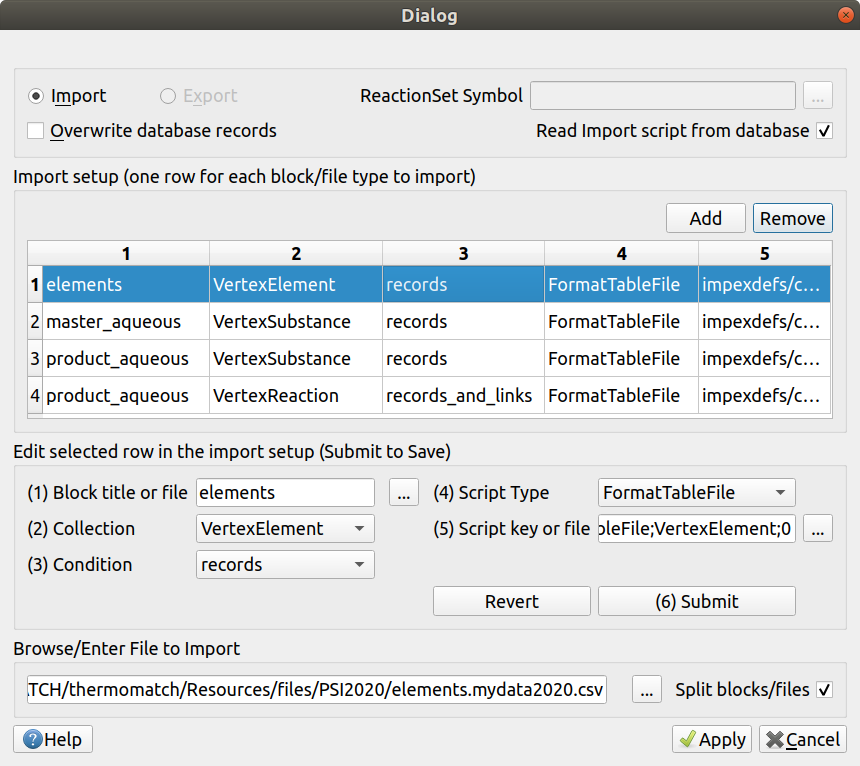 Dialog
Import Export ReactionSet Symbol ...
Overwrite database records Read Import script from database
Import setup (one row for each block/file type to import)
Add Remove
1 2 3 4 5
1 elements VertexElement records FormatTableFile impexdefs/c...
2 master_aqueous VertexSubstance records FormatTableFile impexdefs/c...
3 product_aqueous VertexSubstance records FormatTableFile impexdefs/c...
4 product_aqueous VertexReaction records_and_links FormatTableFile impexdefs/c...
Edit selected row in the import setup (Submit to Save)
(1) Block title or file elements ... (4) Script Type FormatTableFile
(2) Collection VertexElement (5) Script key or file bleFile;VertexElement;0 ...
(3) Condition records
Revert (6) Submit
Browse/Enter File to Import
ATCH/thermomatch/Resources/files/PSI2020/elements.mydata2020.csv ... Split blocks/files
Help Apply Cancel